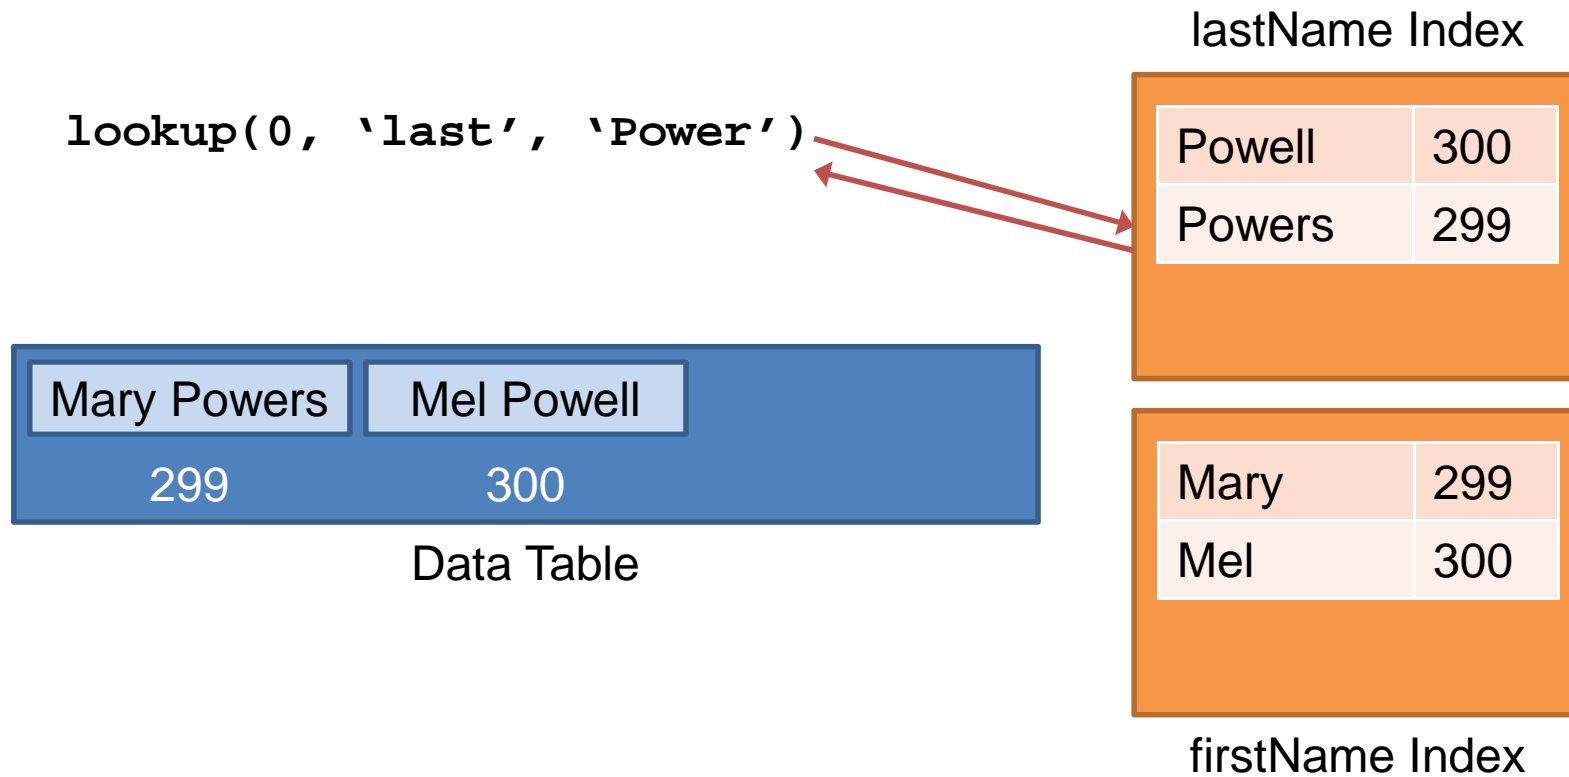 lastName Index
lookup(0, ‘last’, ‘Power’)
Powell 300
Powers 299
Mary Powers Mel Powell
299 300
Data Table
Mary 299
Mel 300
firstName Index